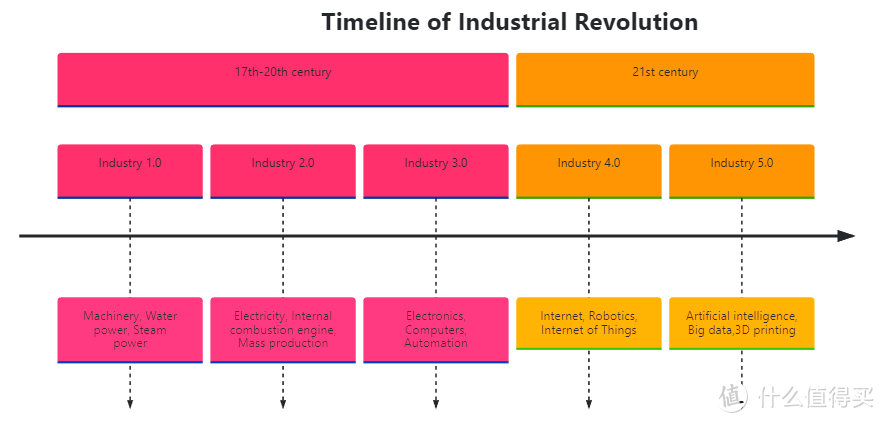 Timeline of Industrial Revolution
17th-20th century
21st century
Industry 1.0
Industry 2.0
Industry 3.0
Industry 4.0
Industry 5.0
Machinery, Water
power, Steam
power
Electricity, Internal
combustion engine,
Mass production
Electronics,
Computers,
Automation
Internet, Robotics,
Internet of Things
Artificial intelligence,
Big data,3D printing
值 什么值得买